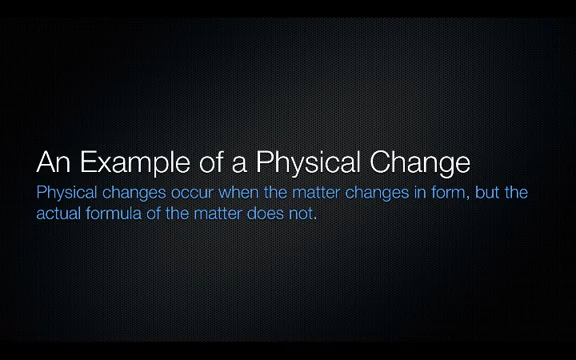 An Example of a Physical Change
Physical changes occur when the matter changes in form, but the
actual formula of the matter does not.